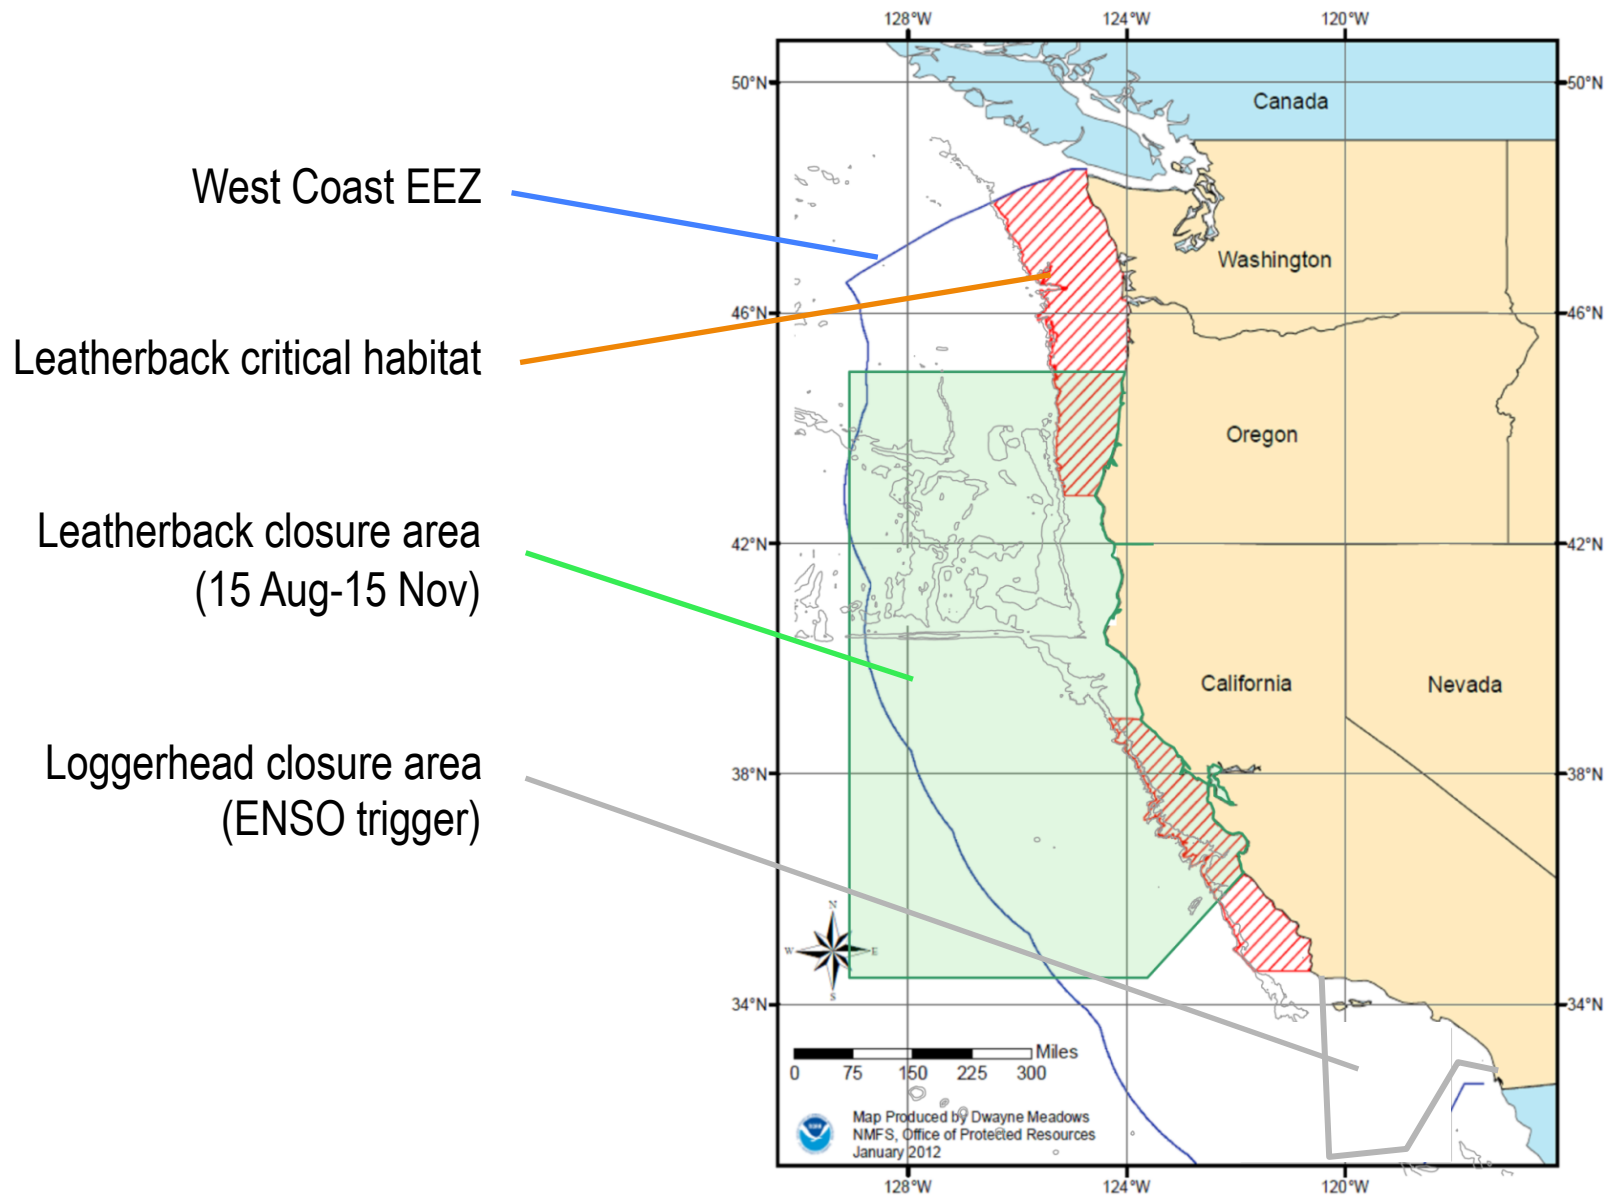 128°W 124°W 120°W
50°N 50°N
Canada
West Coast EEZ
Washington
46°N 46°N
Leatherback critical habitat
Oregon
Leatherback closure area
(15 Aug-15 Nov)
42°N 42°N
California Nevada
Loggerhead closure area
(ENSO trigger)
38°N 38°N
N
W E
S
34°N 34°N
Miles
0 75 150 225 300
Map Produced by Dwayne Meadows
NMFS, Office of Protected Resources
January 2012
128°W 124°W 120°W